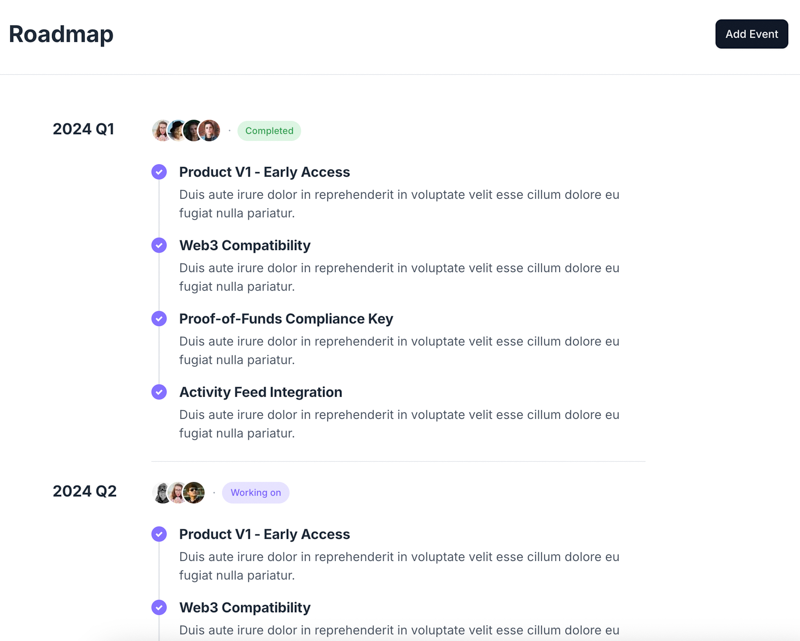 Roadmap
Add Event
2024 Q1
· Completed
Product V1 - Early Access
Duis aute irure dolor in reprehenderit in voluptate velit esse cillum dolore eu
fugiat nulla pariatur.
Web3 Compatibility
Duis aute irure dolor in reprehenderit in voluptate velit esse cillum dolore eu
fugiat nulla pariatur.
Proof-of-Funds Compliance Key
Duis aute irure dolor in reprehenderit in voluptate velit esse cillum dolore eu
fugiat nulla pariatur.
Activity Feed Integration
Duis aute irure dolor in reprehenderit in voluptate velit esse cillum dolore eu
fugiat nulla pariatur.
2024 Q2
· Working on
Product V1 - Early Access
Duis aute irure dolor in reprehenderit in voluptate velit esse cillum dolore eu
fugiat nulla pariatur.
Web3 Compatibility
Duis aute irure dolor in reprehenderit in voluptate velit esse cillum dolore eu